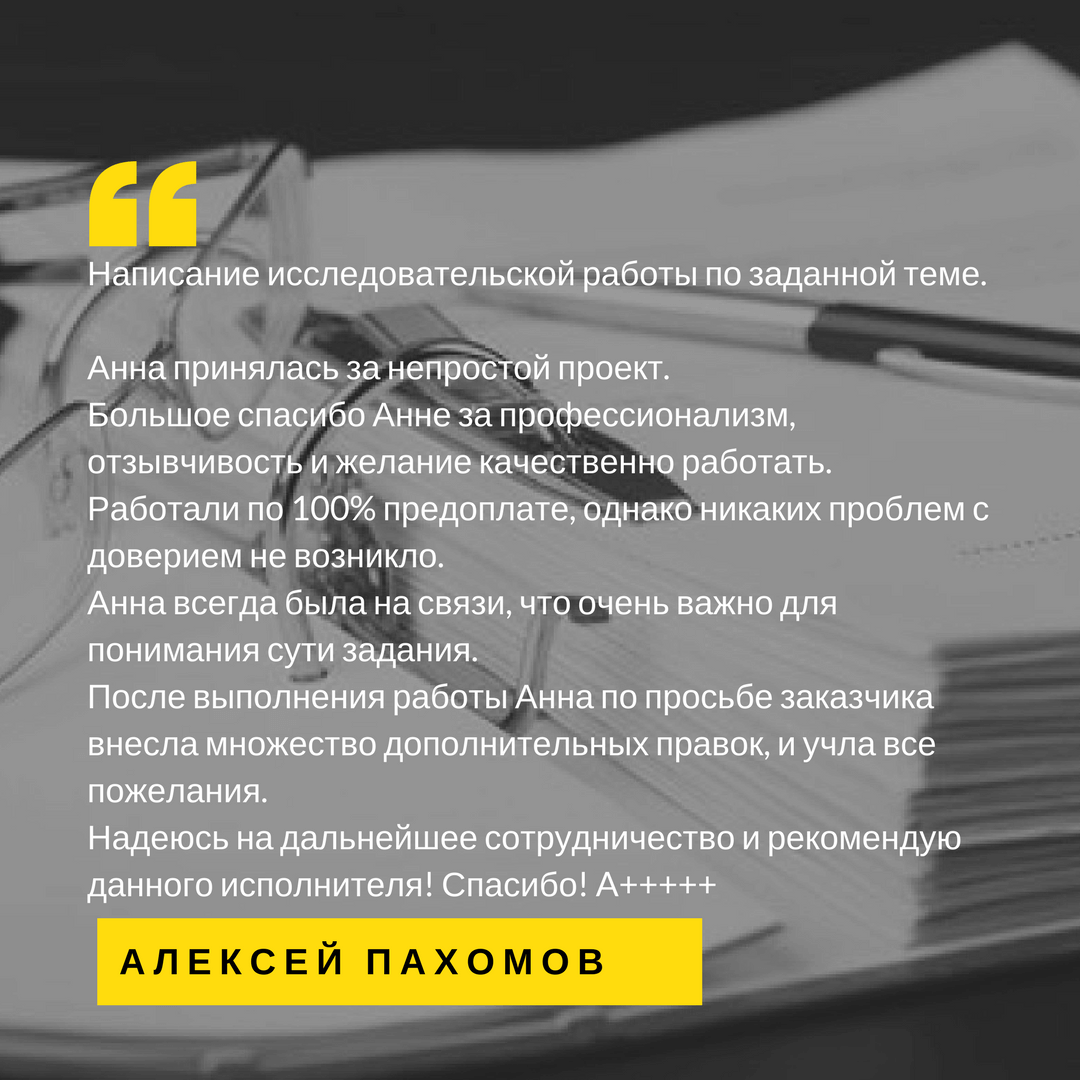 Написание исследовательской работы по заданной теме.
Анна принялась за непростой проект.
Большое спасибо Анне за профессионализм,
отзывчивость и желание качественно работать.
Работали по 100% предоплате, однако никаких проблем с
доверием не возникло.
Анна всегда была на связи, что очень важно для
понимания сути задания.
После выполнения работы Анна по просьбе заказчика
внесла множество дополнительных правок, и учла все
пожелания.
Надеюсь на дальнейшее сотрудничество и рекомендую
данного исполнителя! Спасибо! А+++++
АЛЕКСЕЙ ПАХОМОВ